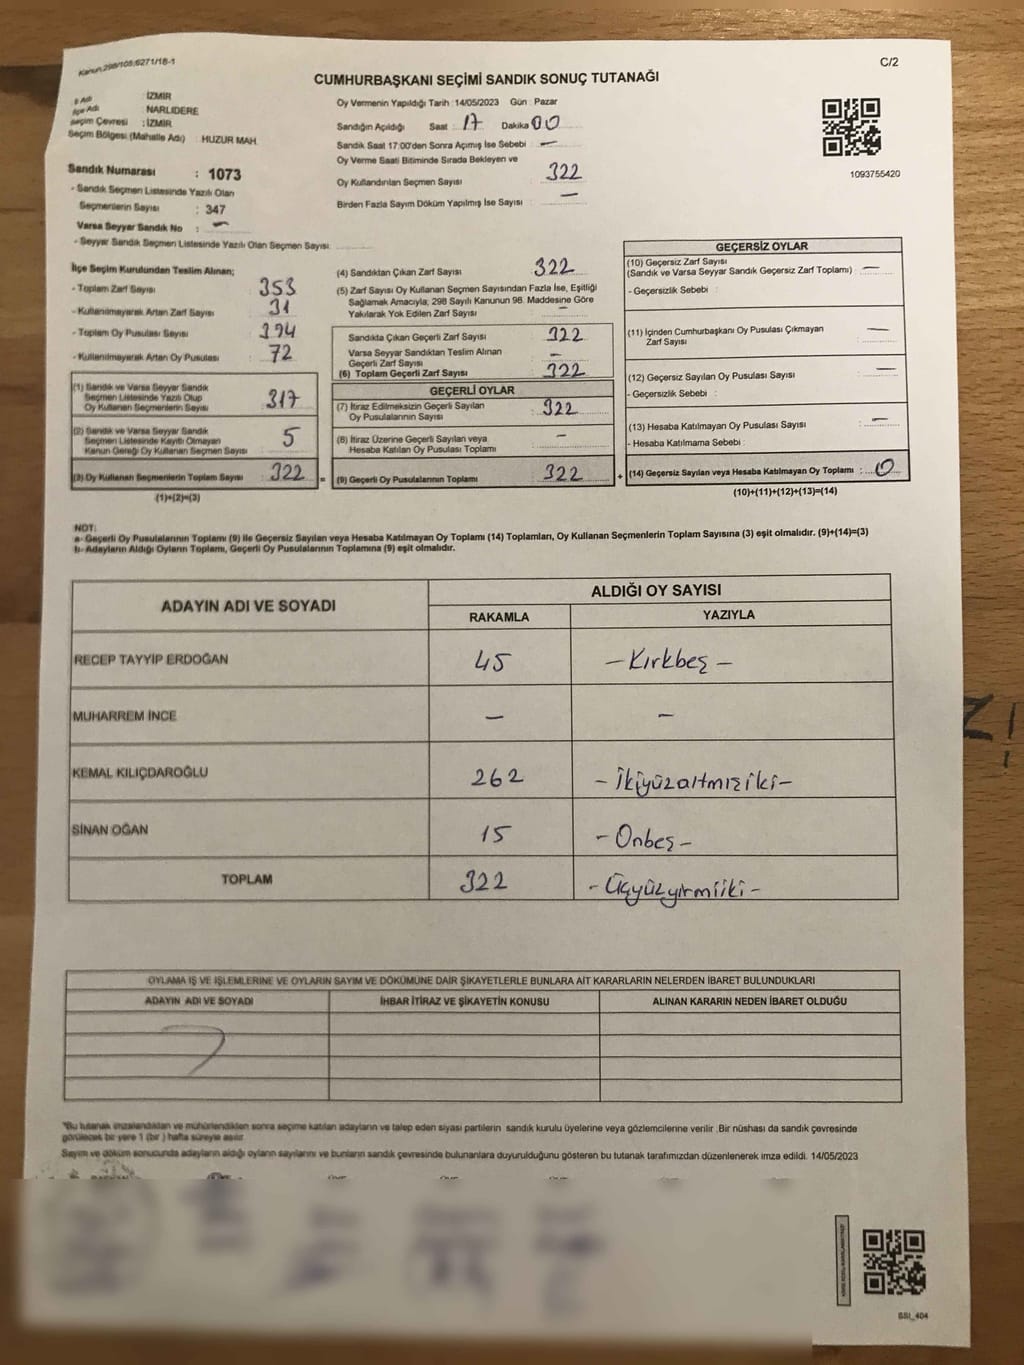 Kanun:298/105;6271/18-1
C/2
CUMHURBAŞKANI SEÇİMİ SANDIK SONUÇ TUTANAĞI
İl Adı : İZMİR
İlçe Adı : NARLIDERE
Seçim Çevresi : İZMİR
Seçim Bölgesi (Mahalle Adı) : HUZUR MAH.
Sandık Numarası : 1073
- Sandık Seçmen Listesinde Yazılı Olan
Seçmenlerin Sayısı : 347
Varsa Seyyar Sandık No : —
- Seyyar Sandık Seçmen Listesinde Yazılı Olan Seçmen Sayısı:
Oy Vermenin Yapıldığı Tarih :14/05/2023 Gün : Pazar
Sandığın Açıldığı Saat : 17 Dakika 00
Sandık Saat 17:00'den Sonra Açımış İse Sebebi : —
Oy Verme Saati Bitiminde Sırada Bekleyen ve
Oy Kullandırılan Seçmen Sayısı : 322
Birden Fazla Sayım Döküm Yapılmış İse Sayısı : —
1093755420
İlçe Seçim Kurulundan Teslim Alınan;
- Toplam Zarf Sayısı : 353
- Kullanılmayarak Artan Zarf Sayısı : 31
- Toplam Oy Pusulası Sayısı : 394
- Kullanılmayarak Artan Oy Pusulası : 72
(1) Sandık ve Varsa Seyyar Sandık
Seçmen Listesinde Yazılı Olup
Oy Kullanan Seçmenlerin Sayısı : 317
(2) Sandık ve Varsa Seyyar Sandık
Seçmen Listesinde Kayıtlı Olmayan
Kanun Gereği Oy Kullanan Seçmen Sayısı : 5
(3) Oy Kullanan Seçmenlerin Toplam Sayısı : 322
(1)+(2)=(3)
(4) Sandıktan Çıkan Zarf Sayısı : 322
(5) Zarf Sayısı Oy Kullanan Seçmen Sayısından Fazla İse, Eşitliği
Sağlamak Amacıyla; 298 Sayılı Kanunun 98. Maddesine Göre
Yakılarak Yok Edilen Zarf Sayısı : —
Sandıkta Çıkan Geçerli Zarf Sayısı : 322
Varsa Seyyar Sandıktan Teslim Alınan
Geçerli Zarf Sayısı : —
(6) Toplam Geçerli Zarf Sayısı : 322
GEÇERLİ OYLAR
(7) İtiraz Edilmeksizin Geçerli Sayılan
Oy Pusulalarının Sayısı : 322
(8) İtiraz Üzerine Geçerli Sayılan veya
Hesaba Katılan Oy Pusulaları Toplamı : —
= (9) Geçerli Oy Pusulalarının Toplamı : 322
GEÇERSİZ OYLAR
(10) Geçersiz Zarf Sayısı
(Sandık ve Varsa Seyyar Sandık Geçersiz Zarf Toplamı) : —
- Geçersizlik Sebebi :
(11) İçinden Cumhurbaşkanı Oy Pusulası Çıkmayan
Zarf Sayısı : —
(12) Geçersiz Sayılan Oy Pusulası Sayısı : —
- Geçersizlik Sebebi :
(13) Hesaba Katılmayan Oy Pusulası Sayısı : —
- Hesaba Katılmama Sebebi :
+ (14) Geçersiz Sayılan veya Hesaba Katılmayan Oy Toplamı : 0
(10)+(11)+(12)+(13)=(14)
NOT:
a- Geçerli Oy Pusulalarının Toplamı (9) ile Geçersiz Sayılan veya Hesaba Katılmayan Oy Toplamı (14) Toplamları, Oy Kullanan Seçmenlerin Toplam Sayısına (3) eşit olmalıdır. (9)+(14)=(3)
b- Adayların Aldığı Oyların Toplamı, Geçerli Oy Pusulalarının Toplamına (9) eşit olmalıdır.
ADAYIN ADI VE SOYADI
ALDIĞI OY SAYISI
RAKAMLA YAZIYLA
RECEP TAYYİP ERDOĞAN 45 - Kırkbeş -
MUHARREM İNCE — —
KEMAL KILIÇDAROĞLU 262 - İkiyüzaltmışiki -
SİNAN OĞAN 15 - Onbeş -
TOPLAM 322 - Üçyüzyirmiiki -
OYLAMA İŞ VE İŞLEMLERİNE VE OYLARIN SAYIM VE DÖKÜMÜNE DAİR ŞİKAYETLERLE BUNLARA AİT KARARLARIN NELERDEN İBARET BULUNDUKLARI
ADAYIN ADI VE SOYADI İHBAR İTİRAZ VE ŞİKAYETİN KONUSU ALINAN KARARIN NEDEN İBARET OLDUĞU
*Bu tutanak imzalandıktan ve mühürlendikten sonra seçime katılan adayların ve talep eden siyasi partilerin sandık kurulu üyelerine veya gözlemcilerine verilir .Bir nüshası da sandık çevresinde
görülecek bir yere 1 (bir ) hafta süreyle asılır.
Sayım ve döküm sonucunda adayların aldığı oyların sayılarını ve bunların sandık çevresinde bulunanlara duyurulduğunu gösteren bu tutanak tarafımızdan düzenlenerek imza edildi. 14/05/2023
SSI_404